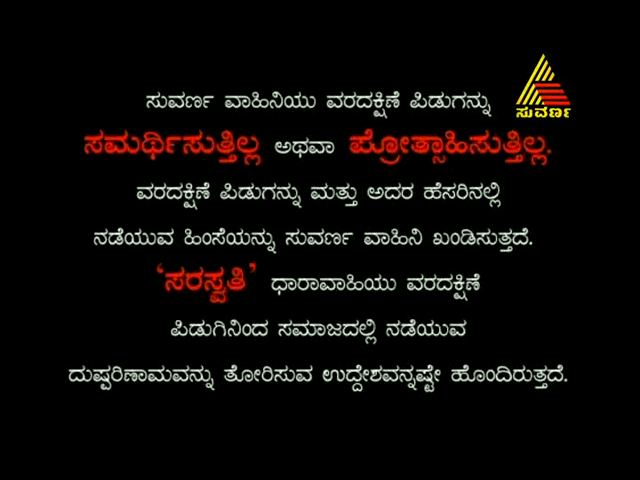 ಸುವರ್ಣ ವಾಹಿನಿಯು ವರದಕ್ಷಿಣೆ ಪಿಡುಗನ್ನು
ಸುವರ್ಣ
ಸಮರ್ಥಿಸುತ್ತಿಲ್ಲ ಅಥವಾ ಪ್ರೋತ್ಸಾಹಿಸುತ್ತಿಲ್ಲ.
ವರದಕ್ಷಿಣೆ ಪಿಡುಗನ್ನು ಮತ್ತು ಅದರ ಹೆಸರಿನಲ್ಲಿ
ನಡೆಯುವ ಹಿಂಸೆಯನ್ನು ಸುವರ್ಣ ವಾಹಿನಿ ಖಂಡಿಸುತ್ತದೆ.
‘ಸರಸ್ವತಿ’ ಧಾರಾವಾಹಿಯು ವರದಕ್ಷಿಣೆ
ಪಿಡುಗಿನಿಂದ ಸಮಾಜದಲ್ಲಿ ನಡೆಯುವ
ದುಷ್ಪರಿಣಾಮವನ್ನು ತೋರಿಸುವ ಉದ್ದೇಶವನ್ನಷ್ಟೇ ಹೊಂದಿರುತ್ತದೆ.